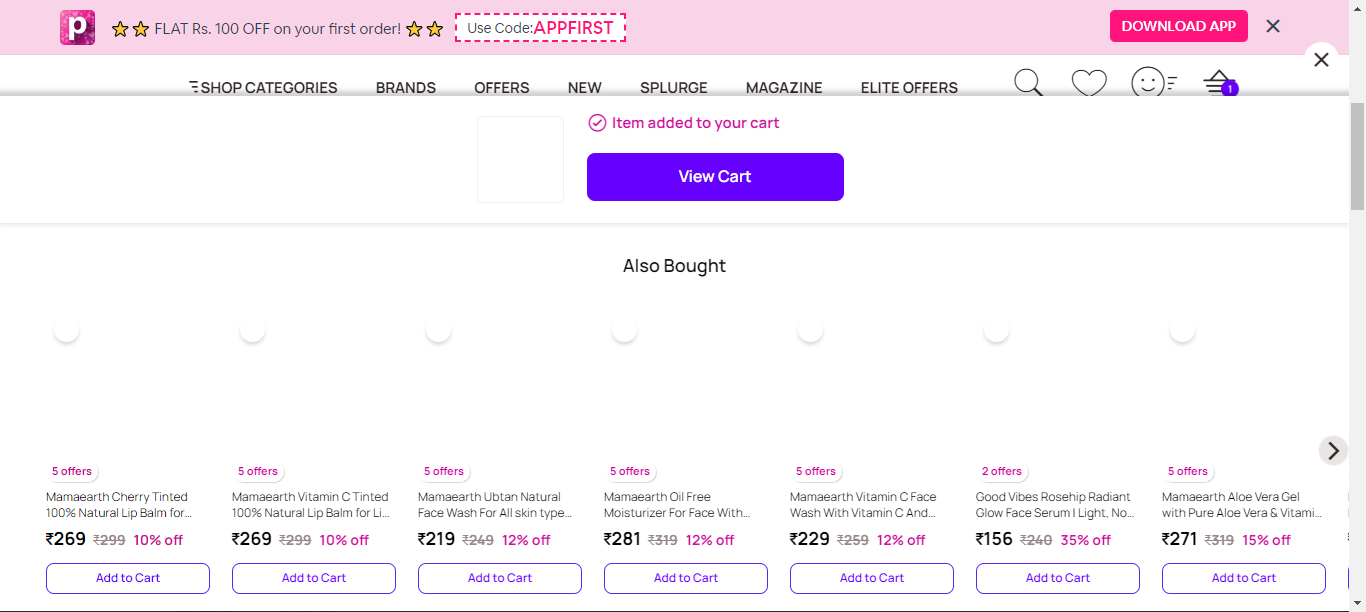 p
FLAT Rs. 100 OFF on your first order!
Use Code:APPFIRST
DOWNLOAD APP
SHOP CATEGORIES
BRANDS
OFFERS
NEW
SPLURGE
MAGAZINE
ELITE OFFERS
1
Item added to your cart
View Cart
Also Bought
5 offers
Mamaearth Cherry Tinted
100% Natural Lip Balm for...
₹269 ₹299 10% off
Add to Cart
5 offers
Mamaearth Vitamin C Tinted
100% Natural Lip Balm for Li...
₹269 ₹299 10% off
Add to Cart
5 offers
Mamaearth Ubtan Natural
Face Wash For All skin type...
₹219 ₹249 12% off
Add to Cart
5 offers
Mamaearth Oil Free
Moisturizer For Face With...
₹281 ₹319 12% off
Add to Cart
5 offers
Mamaearth Vitamin C Face
Wash With Vitamin C And...
₹229 ₹259 12% off
Add to Cart
2 offers
Good Vibes Rosehip Radiant
Glow Face Serum I Light, No...
₹156 ₹240 35% off
Add to Cart
5 offers
Mamaearth Aloe Vera Gel
with Pure Aloe Vera & Vitami...
₹271 ₹319 15% off
Add to Cart